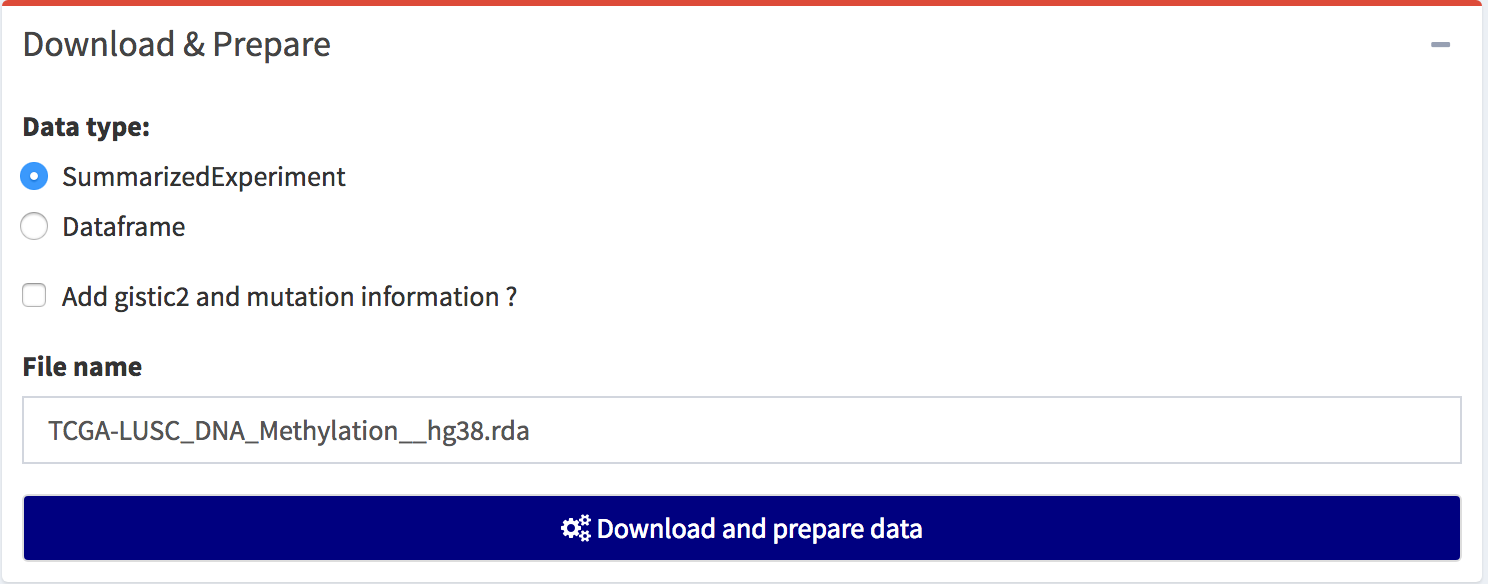 Download & Prepare
Data type:
SummarizedExperiment
Dataframe
Add gistic2 and mutation information ?
File name
TCGA-LUSC_DNA_Methylation__hg38.rda
Download and prepare data